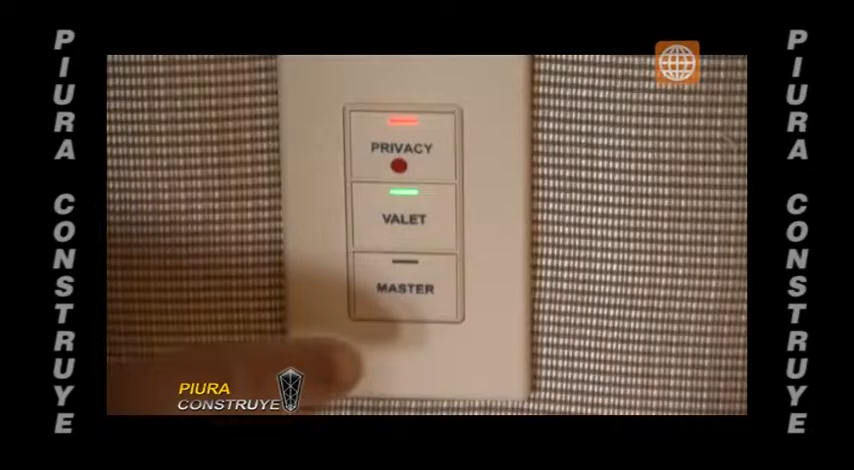 PIURA CONSTRUYE
PRIVACY
VALET
MASTER
PIURA
CONSTRUYE
PIURA CONSTRUYE